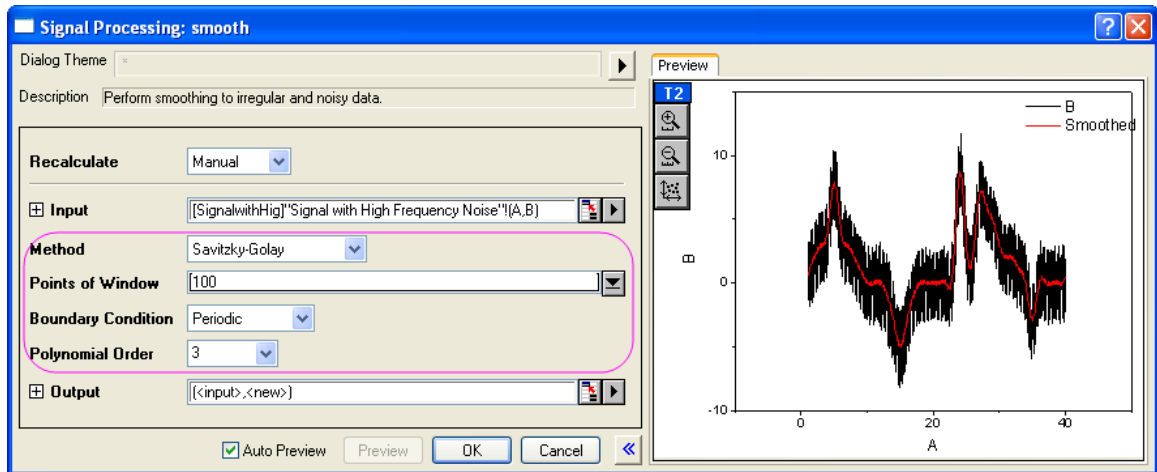 Signal Processing: smooth
Dialog Theme *
Description Perform smoothing to irregular and noisy data.
Recalculate Manual
Input [SignalwithHig]"Signal with High Frequency Noise"!(A,B)
Method Savitzky-Golay
Points of Window 100
Boundary Condition Periodic
Polynomial Order 3
Output (<input>,<new>)
Auto Preview Preview OK Cancel
Preview
T2
B
Smoothed
10
0
-10
B
0 20 40
A